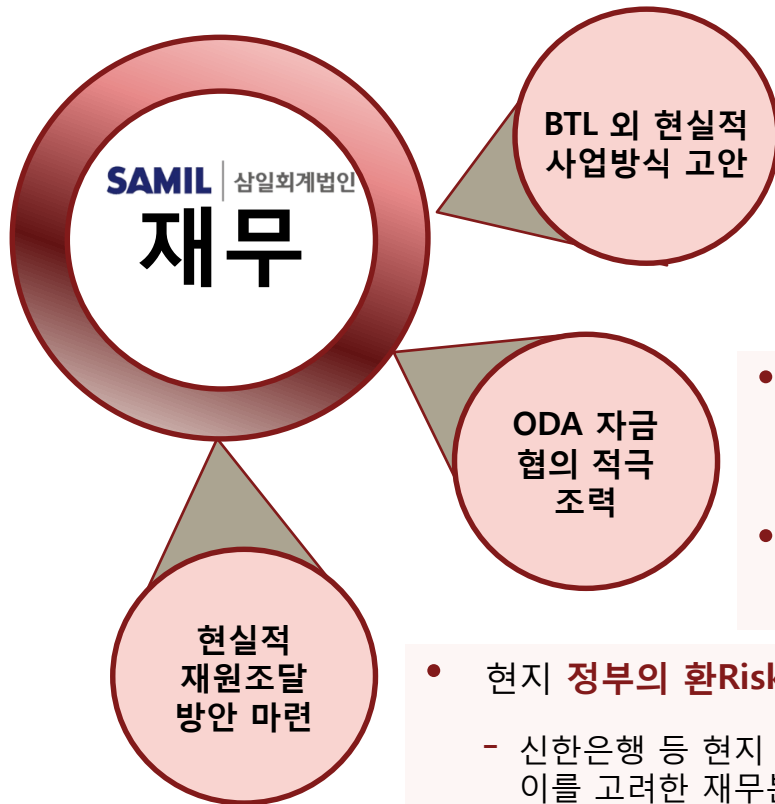 BTL 외 현실적
사업방식 고안
SAMIL | 삼일회계법인
재무
ODA 자금
협의 적극
조력
현실적
재원조달
방안 마련
• 현지 정부의 환Risk
- 신한은행 등 현지
이를 고려한 재무